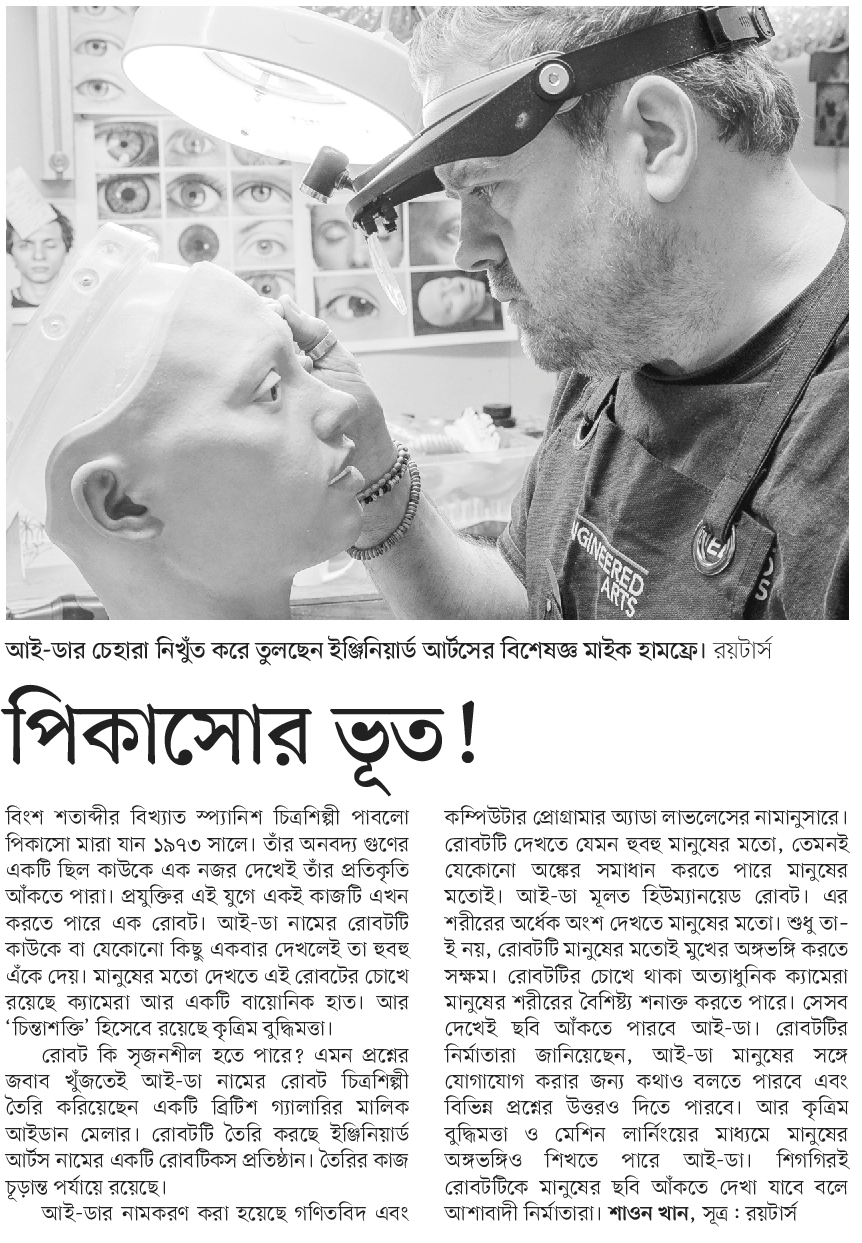 ENGINEERED
ARTS
আই-ডার চেহারা নিখুঁত করে তুলছেন ইঞ্জিনিয়ার্ড আর্টসের বিশেষজ্ঞ মাইক হামফ্রে। রয়টার্স
পিকাসোর ভূত!
বিংশ শতাব্দীর বিখ্যাত স্প্যানিশ চিত্রশিল্পী পাবলো
পিকাসো মারা যান ১৯৭৩ সালে। তাঁর অনবদ্য গুণের
একটি ছিল কাউকে এক নজর দেখেই তাঁর প্রতিকৃতি
আঁকতে পারা। প্রযুক্তির এই যুগে একই কাজটি এখন
করতে পারে এক রোবট। আই-ডা নামের রোবটটি
কাউকে বা যেকোনো কিছু একবার দেখলেই তা হুবহু
এঁকে দেয়। মানুষের মতো দেখতে এই রোবটের চোখে
রয়েছে ক্যামেরা আর একটি বায়োনিক হাত। আর
‘চিন্তাশক্তি’ হিসেবে রয়েছে কৃত্রিম বুদ্ধিমত্তা।
রোবট কি সৃজনশীল হতে পারে? এমন প্রশ্নের
জবাব খুঁজতেই আই-ডা নামের রোবট চিত্রশিল্পী
তৈরি করিয়েছেন একটি ব্রিটিশ গ্যালারির মালিক
আইডান মেলার। রোবটটি তৈরি করছে ইঞ্জিনিয়ার্ড
আর্টস নামের একটি রোবটিকস প্রতিষ্ঠান। তৈরির কাজ
চূড়ান্ত পর্যায়ে রয়েছে।
আই-ডার নামকরণ করা হয়েছে গণিতবিদ এবং
কম্পিউটার প্রোগ্রামার অ্যাডা লাভলেসের নামানুসারে।
রোবটটি দেখতে যেমন হুবহু মানুষের মতো, তেমনই
যেকোনো অঙ্কের সমাধান করতে পারে মানুষের
মতোই। আই-ডা মূলত হিউম্যানয়েড রোবট। এর
শরীরের অর্ধেক অংশ দেখতে মানুষের মতো। শুধু তা-
ই নয়, রোবটটি মানুষের মতোই মুখের অঙ্গভঙ্গি করতে
সক্ষম। রোবটটির চোখে থাকা অত্যাধুনিক ক্যামেরা
মানুষের শরীরের বৈশিষ্ট্য শনাক্ত করতে পারে। সেসব
দেখেই ছবি আঁকতে পারবে আই-ডা। রোবটটির
নির্মাতারা জানিয়েছেন, আই-ডা মানুষের সঙ্গে
যোগাযোগ করার জন্য কথাও বলতে পারবে এবং
বিভিন্ন প্রশ্নের উত্তরও দিতে পারবে। আর কৃত্রিম
বুদ্ধিমত্তা ও মেশিন লার্নিংয়ের মাধ্যমে মানুষের
অঙ্গভঙ্গিও শিখতে পারে আই-ডা। শিগগিরই
রোবটটিকে মানুষের ছবি আঁকতে দেখা যাবে বলে
আশাবাদী নির্মাতারা। শাওন খান, সূত্র : রয়টার্স